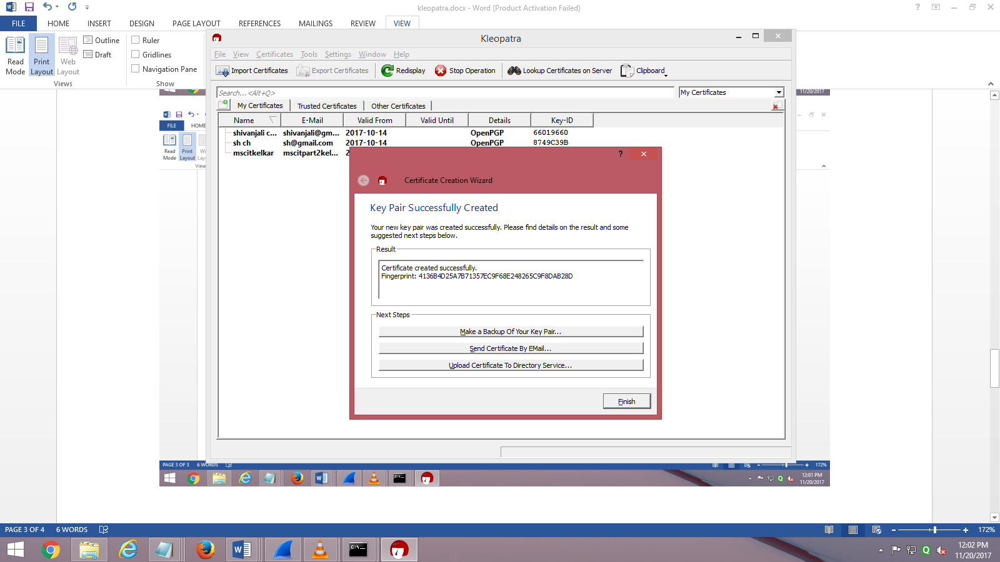 kleopatra.docx - Word (Product Activation Failed)
FILE HOME INSERT DESIGN PAGE LAYOUT REFERENCES MAILINGS REVIEW VIEW
Read Mode
Print Layout
Web Layout
Outline
Draft
Views
Ruler
Gridlines
Navigation Pane
Show
Kleopatra
File View Certificates Tools Settings Window Help
Import Certificates Export Certificates Redisplay Stop Operation Lookup Certificates on Server Clipboard
Search...<Alt+Q>
My Certificates
My Certificates Trusted Certificates Other Certificates
Name E-Mail Valid From Valid Until Details Key-ID
shivanjali c... shivanjali@gm... 2017-10-14 OpenPGP 66019660
sh ch sh@gmail.com 2017-10-14 OpenPGP 8749C39B
mscitkelkar mscitpart2kel... 2
?
Certificate Creation Wizard
Key Pair Successfully Created
Your new key pair was created successfully. Please find details on the result and some
suggested next steps below.
Result
Certificate created successfully.
Fingerprint: 4136B4D25A7B71357EC9F68E248265C9F8DAB28D
Next Steps
Make a Backup Of Your Key Pair...
Send Certificate By EMail...
Upload Certificate To Directory Service...
Finish
11/20/2017
FILE HOME
Read Mode
Print Layout
We
View
PAGE 3 OF 3 6 WORDS 172%
12:01 PM
11/20/2017
PAGE 3 OF 4 6 WORDS 172%
12:02 PM
11/20/2017